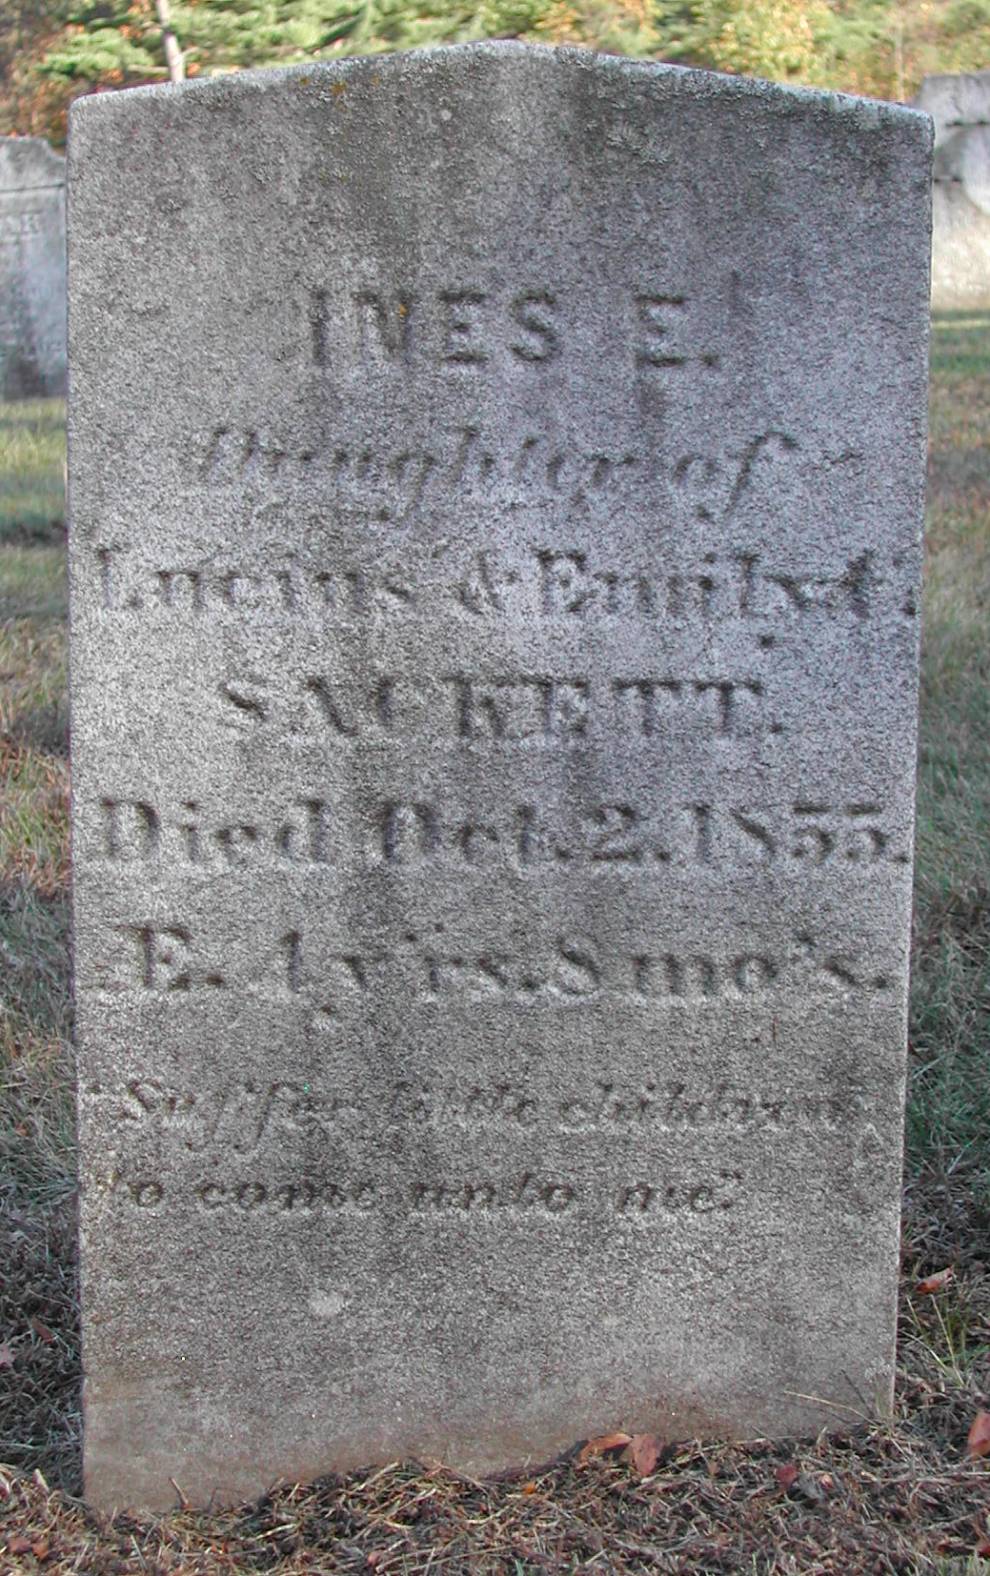 INES E.
Daughter of
Lucius & Emily
SACKETT.
Died Oct. 2. 1855.
Æ. yrs. 8 mo's.
"Suffer little children,
to come unto me."